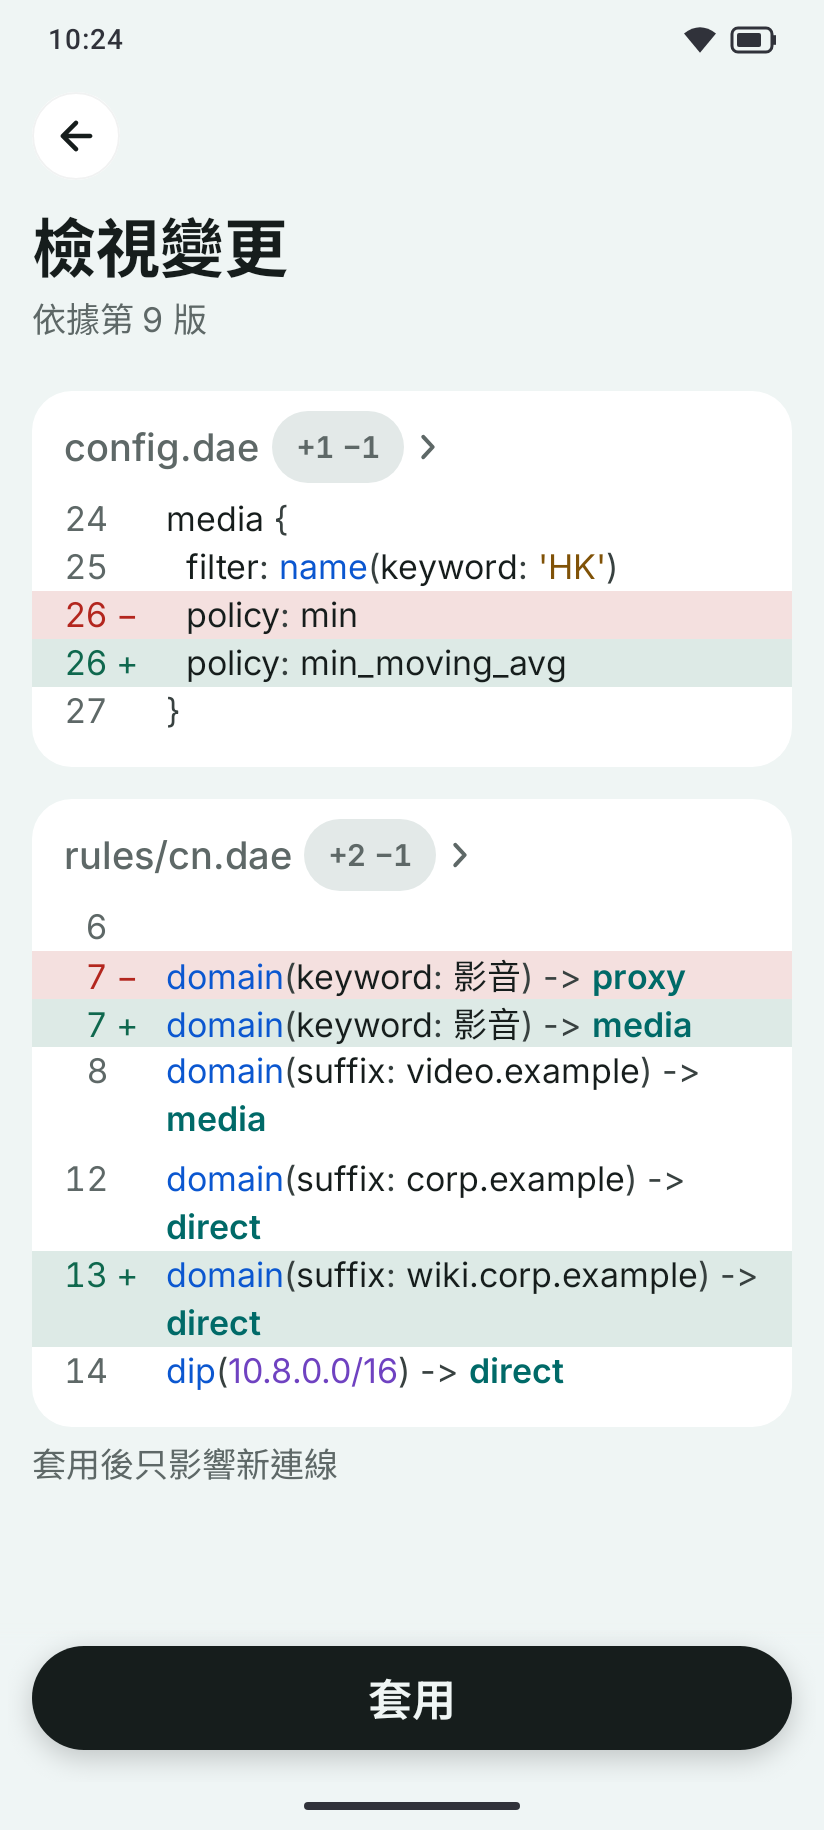 10:24
檢視變更
依據第 9 版
config.dae +1 −1
24 media {
25 filter: name(keyword: 'HK')
26 − policy: min
26 + policy: min_moving_avg
27 }
rules/cn.dae +2 −1
6
7 − domain(keyword: 影音) -> proxy
7 + domain(keyword: 影音) -> media
8 domain(suffix: video.example) ->
media
12 domain(suffix: corp.example) ->
direct
13 + domain(suffix: wiki.corp.example) ->
direct
14 dip(10.8.0.0/16) -> direct
套用後只影響新連線
套用